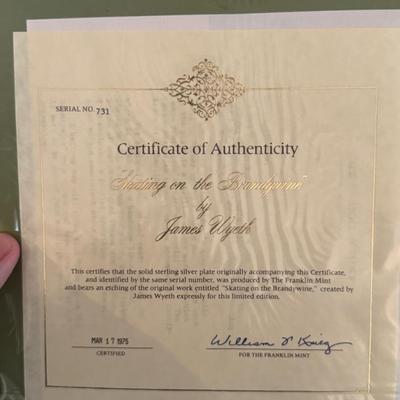 SERIAL NO. 731
Certificate of Authenticity
"Skating on the Brandywine"
by
James Wyeth
This certifies that the solid sterling silver plate originally accompanying this Certificate,
and identified by the same serial number, was produced by The Franklin Mint
and bears an etching of the original work entitled "Skating on the Brandywine," created by
James Wyeth expressly for this limited edition.
MAR 17 1975
CERTIFIED
William
FOR THE FRANKLIN MINT